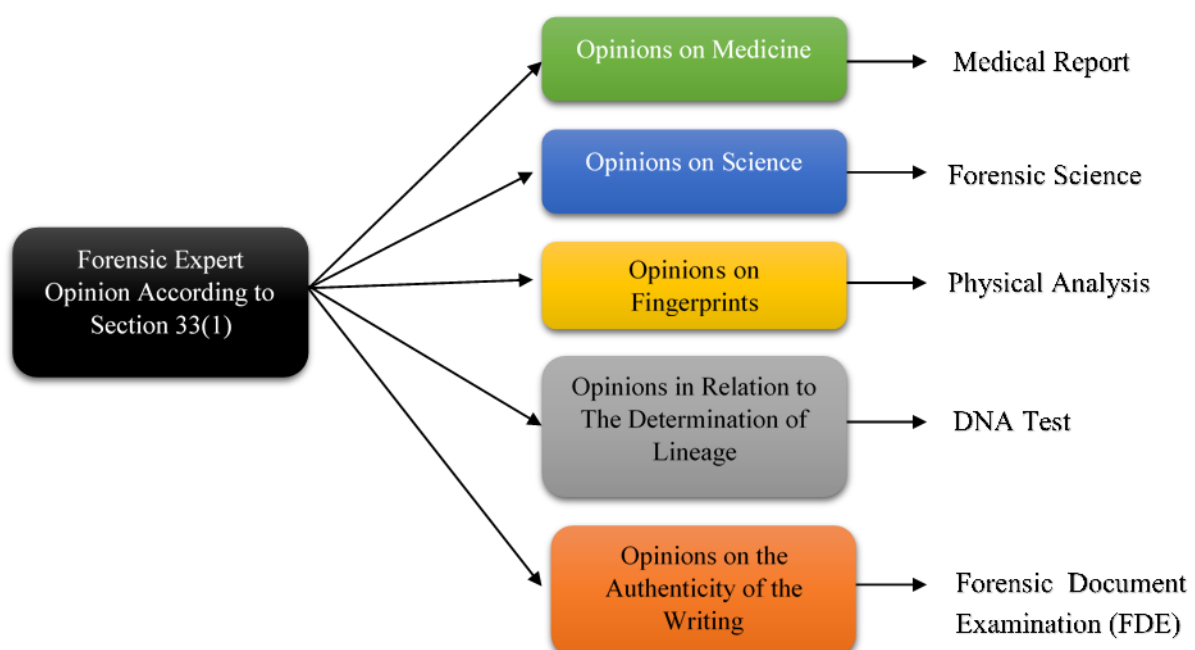 Forensic Expert
Opinion According to
Section 33(1)
Opinions on Medicine
Medical Report
Opinions on Science
Forensic Science
Opinions on
Fingerprints
Physical Analysis
Opinions in Relation to
The Determination of
Lineage
DNA Test
Opinions on the
Authenticity of the
Writing
Forensic Document
Examination (FDE)